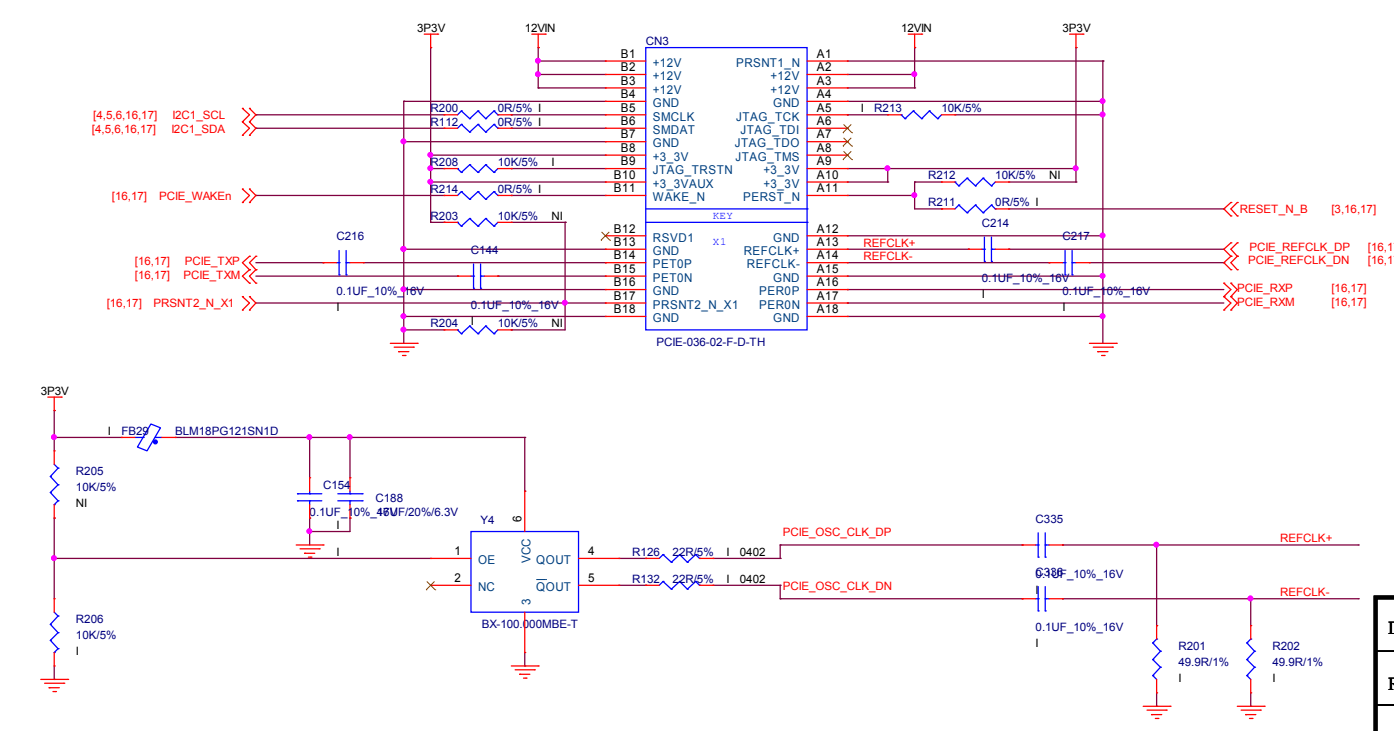 3P3V 12VIN 12VIN 3P3V
CN3
B1 +12V PRSNT1_N A1
B2 +12V +12V A2
B3 +12V +12V A3
B4 GND GND A4
[4,5,6,16,17] I2C1_SCL R200 0R/5% I B5 SMCLK JTAG_TCK A5 I R213 10K/5%
[4,5,6,16,17] I2C1_SDA R112 0R/5% I B6 SMDAT JTAG_TDI A6
B7 GND JTAG_TDO A7
B8 +3_3V JTAG_TMS A8
R208 10K/5% I B9 JTAG_TRSTN +3_3V A9
B10 +3_3VAUX +3_3V A10 R212 10K/5% NI
[16,17] PCIE_WAKEn R214 0R/5% I B11 WAKE_N PERST_N A11
R211 0R/5% I RESET_N_B [3,16,17]
R203 10K/5% NI KEY
C216 B12 RSVD1 X1 GND A12 C214 C217
C144 B13 GND REFCLK+ A13 REFCLK+ PCIE_REFCLK_DP [16,1
[16,17] PCIE_TXP B14 PET0P REFCLK- A14 REFCLK- PCIE_REFCLK_DN [16,1
[16,17] PCIE_TXM B15 PET0N GND A15
0.1UF_10%_16V B16 GND PER0P A16 0.1UF_10%_16V I 0.1UF_10%_16V I PCIE_RXP [16,17]
[16,17] PRSNT2_N_X1 I 0.1UF_10%_16V I B17 PRSNT2_N_X1 PER0N A17 PCIE_RXM [16,17]
B18 GND GND A18
R204 10K/5% NI
PCIE-036-02-F-D-TH
3P3V
I FB29 BLM18PG121SN1D
R205
10K/5%
NI
C154
0.1UF_10%_16V
I
C188
47UF/20%/6.3V
I
Y4
6
VCC
1 OE QOUT 4 R126 22R/5% I 0402 PCIE_OSC_CLK_DP
2 NC QOUT 5 R132 22R/5% I 0402 PCIE_OSC_CLK_DN
3
BX-100.000MBE-T
R206
10K/5%
I
C335
REFCLK+
C336
0.1UF_10%_16V
REFCLK-
0.1UF_10%_16V
I
R201
49.9R/1%
I
R202
49.9R/1%
I